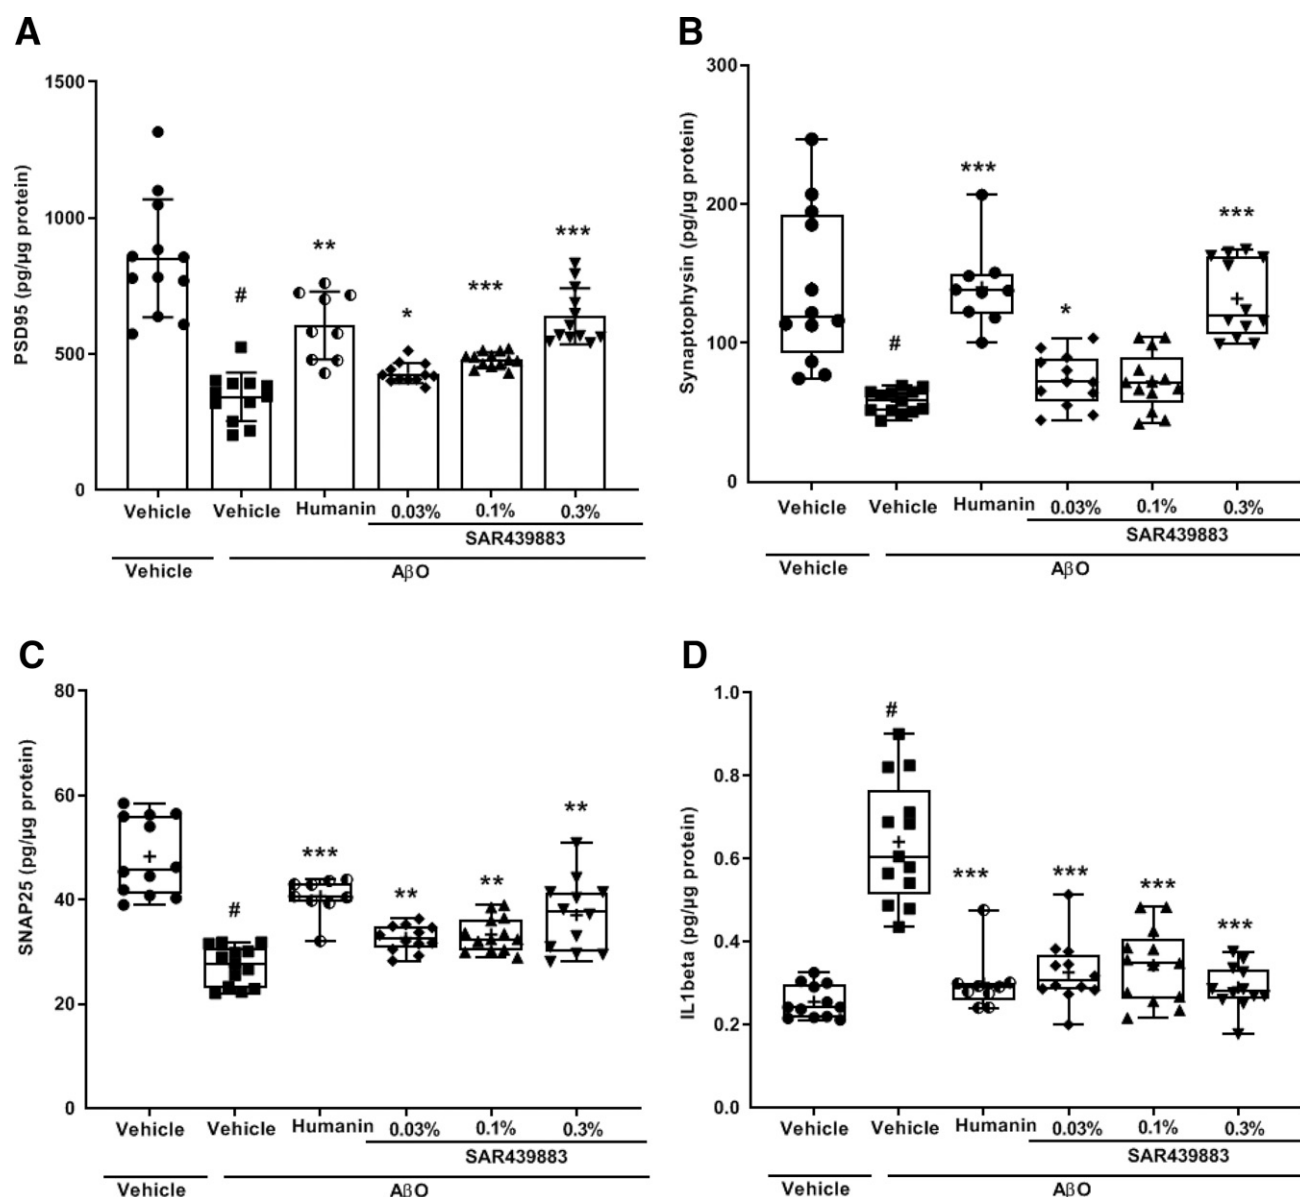 A
PSD95 (pg/µg protein)
1500
1000
500
0
#
**
*
***
***
Vehicle Vehicle Humanin 0.03% 0.1% 0.3%
SAR439883
Vehicle AβO
B
Synaptophysin (pg/µg protein)
300
200
100
0
#
***
*
***
Vehicle Vehicle Humanin 0.03% 0.1% 0.3%
SAR439883
Vehicle AβO
C
SNAP25 (pg/µg protein)
80
60
40
20
0
#
***
**
**
**
Vehicle Vehicle Humanin 0.03% 0.1% 0.3%
SAR439883
Vehicle AβO
D
IL1beta (pg/µg protein)
1.0
0.8
0.6
0.4
0.2
0.0
#
***
***
***
***
Vehicle Vehicle Humanin 0.03% 0.1% 0.3%
SAR439883
Vehicle AβO